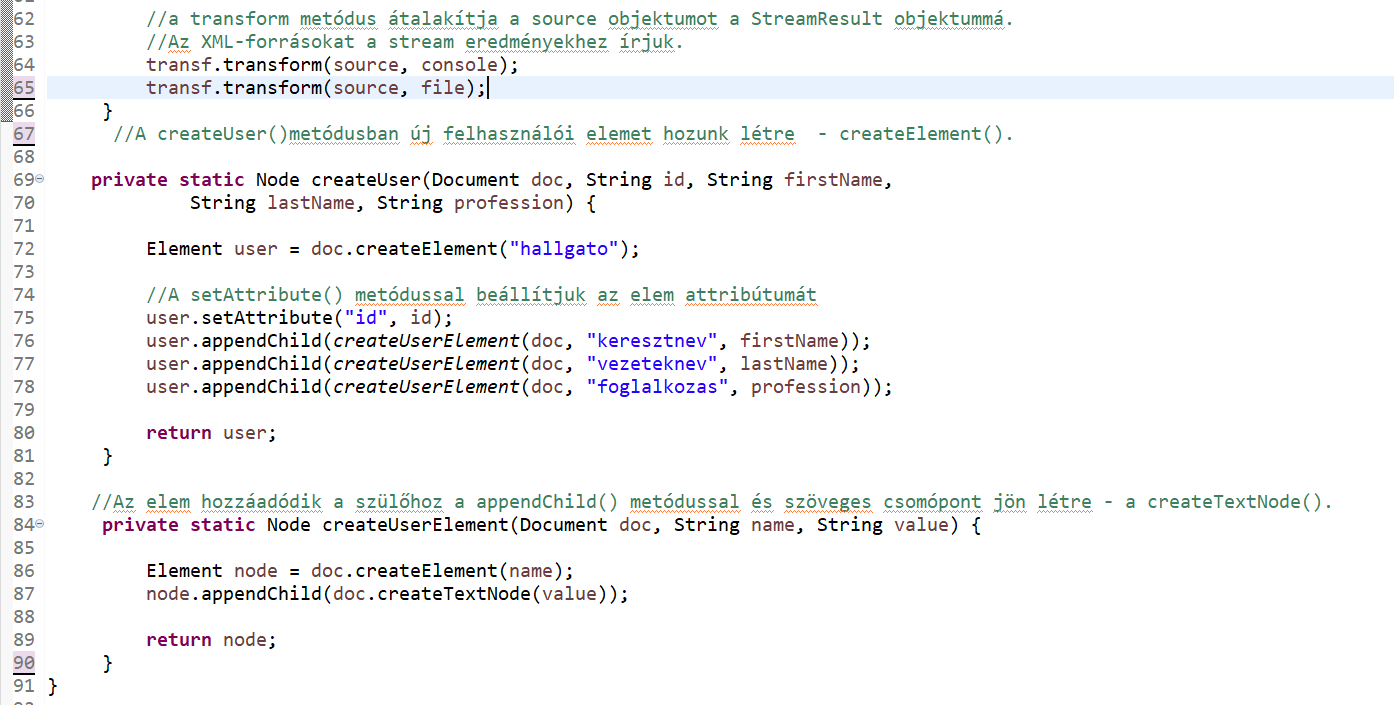 62 //a transform metódus átalakítja a source objektumot a StreamResult objektummá.
63 //Az XML-forrásokat a stream eredményekhez írjuk.
64 transf.transform(source, console);
65 transf.transform(source, file);
66 }
67 //A createUser()metódusban új felhasználói elemet hozunk létre - createElement().
68
69 private static Node createUser(Document doc, String id, String firstName,
70 String lastName, String profession) {
71
72 Element user = doc.createElement("hallgato");
73
74 //A setAttribute() metódussal beállítjuk az elem attribútumát
75 user.setAttribute("id", id);
76 user.appendChild(createUserElement(doc, "keresztnev", firstName));
77 user.appendChild(createUserElement(doc, "vezeteknev", lastName));
78 user.appendChild(createUserElement(doc, "foglalkozas", profession));
79
80 return user;
81 }
82
83 //Az elem hozzáadódik a szülőhoz a appendChild() metódussal és szöveges csomópont jön létre - a createTextNode().
84 private static Node createUserElement(Document doc, String name, String value) {
85
86 Element node = doc.createElement(name);
87 node.appendChild(doc.createTextNode(value));
88
89 return node;
90 }
91 }